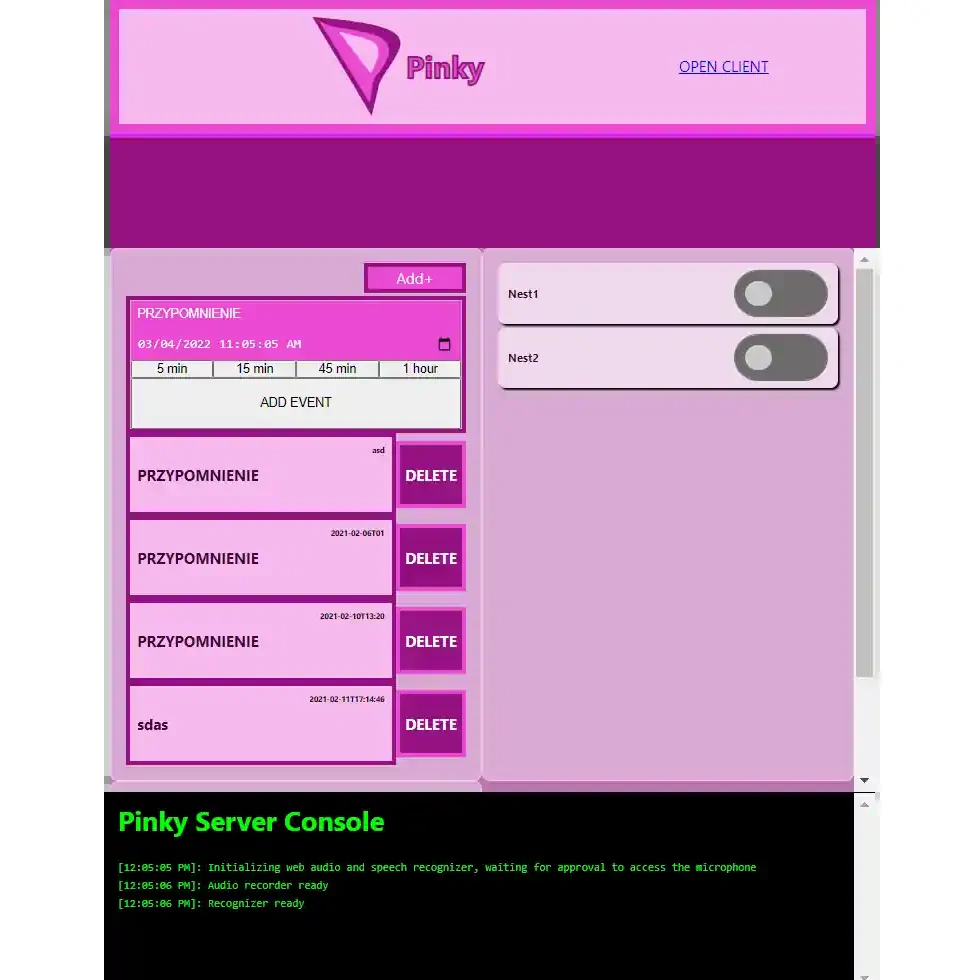 Pinky
OPEN CLIENT
Add+
PRZYPOMNIENIE
03/04/2022 11:05:05 AM
5 min 15 min 45 min 1 hour
ADD EVENT
asd
PRZYPOMNIENIE
DELETE
2021-02-06T01
PRZYPOMNIENIE
DELETE
2021-02-10T13:20
PRZYPOMNIENIE
DELETE
2021-02-11T17:14:46
sdas
DELETE
Nest1
Nest2
Pinky Server Console
[12:05:05 PM]: Initializing web audio and speech recognizer, waiting for approval to access the microphone
[12:05:06 PM]: Audio recorder ready
[12:05:06 PM]: Recognizer ready